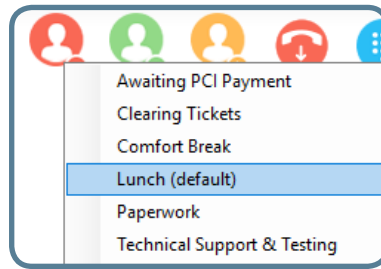 Awaiting PCI Payment
Clearing Tickets
Comfort Break
Lunch (default)
Paperwork
Technical Support & Testing